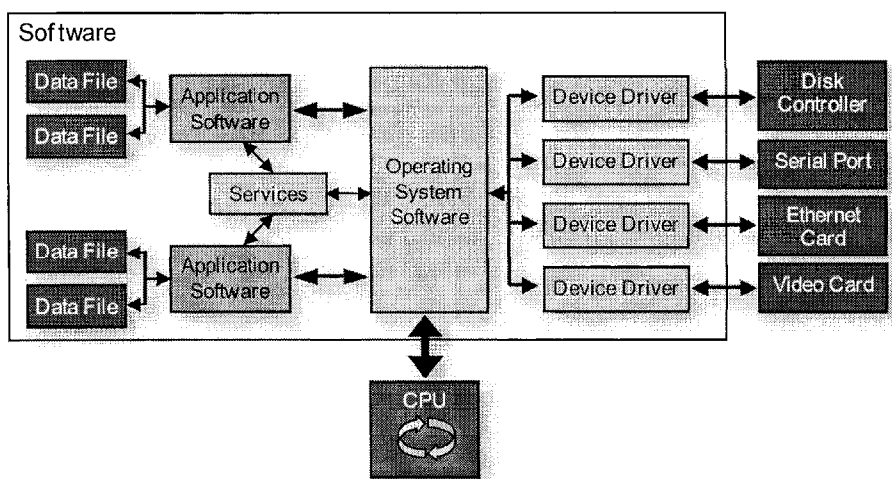 Software
Data File
Data File
Application
Software
Services
Data File
Data File
Application
Software
Operating
System
Software
Device Driver
Device Driver
Device Driver
Device Driver
Disk
Controller
Serial Port
Ethernet
Card
Video Card
CPU